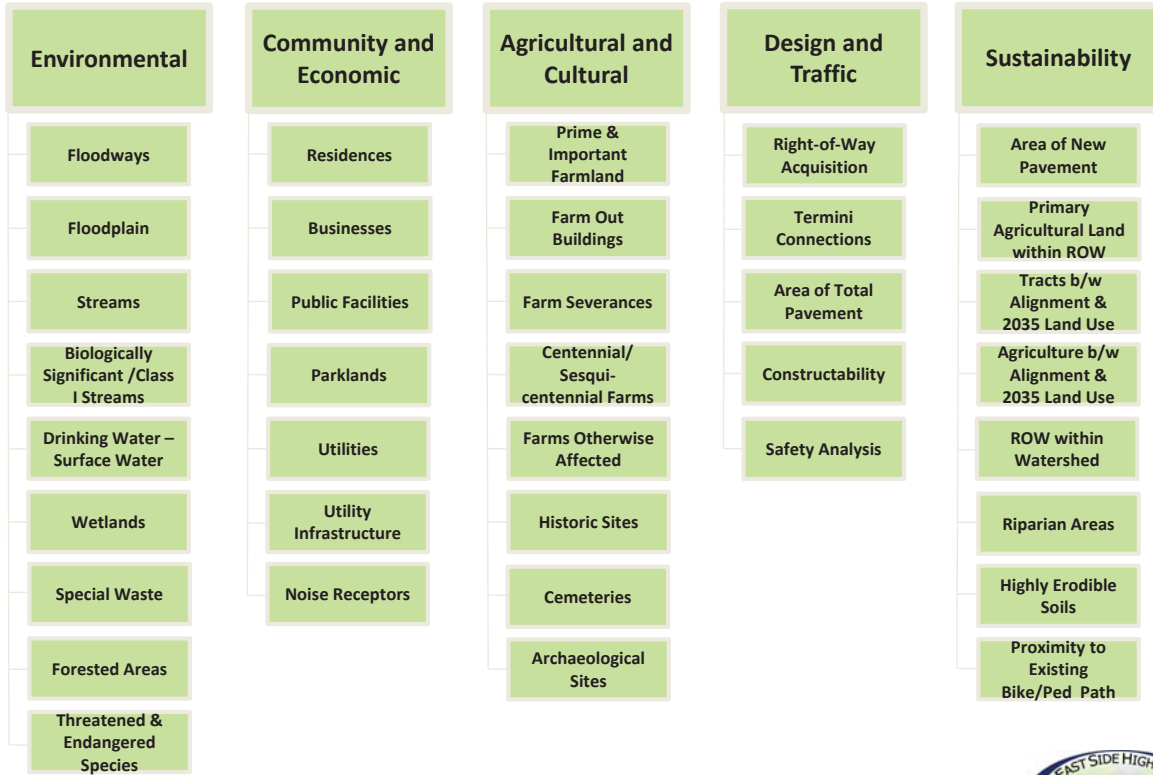 Environmental
Floodways
Floodplain
Streams
Biologically
Significant /Class
I Streams
Drinking Water –
Surface Water
Wetlands
Special Waste
Forested Areas
Threatened &
Endangered
Species
Community and
Economic
Residences
Businesses
Public Facilities
Parklands
Utilities
Utility
Infrastructure
Noise Receptors
Agricultural and
Cultural
Prime &
Important
Farmland
Farm Out
Buildings
Farm Severances
Centennial/
Sesqui-
centennial Farms
Farms Otherwise
Affected
Historic Sites
Cemeteries
Archaeological
Sites
Design and
Traffic
Right-of-Way
Acquisition
Termini
Connections
Area of Total
Pavement
Constructability
Safety Analysis
Sustainability
Area of New
Pavement
Primary
Agricultural Land
within ROW
Tracts b/w
Alignment &
2035 Land Use
Agriculture b/w
Alignment &
2035 Land Use
ROW within
Watershed
Riparian Areas
Highly Erodible
Soils
Proximity to
Existing
Bike/Ped Path
EAST SIDE HIGH